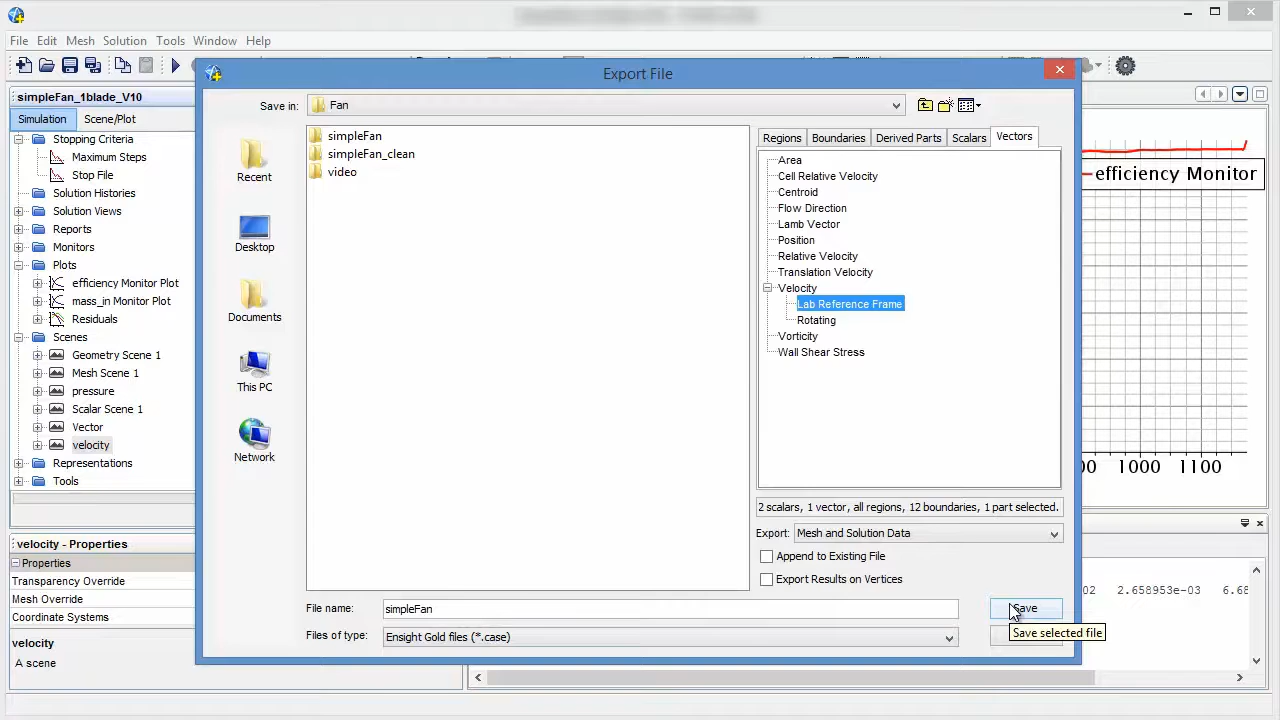 File Edit Mesh Solution Tools Window Help
simpleFan_1blade_V10
Simulation Scene/Plot
Stopping Criteria
Maximum Steps
Stop File
Solution Histories
Solution Views
Reports
Monitors
Plots
efficiency Monitor Plot
mass_in Monitor Plot
Residuals
Scenes
Geometry Scene 1
Mesh Scene 1
pressure
Scalar Scene 1
Vector
velocity
Representations
Tools
velocity - Properties
Properties
Transparency Override
Mesh Override
Coordinate Systems
velocity
A scene
Export File
Save in: Fan
Recent
Desktop
Documents
This PC
Network
simpleFan
simpleFan_clean
video
Regions Boundaries Derived Parts Scalars Vectors
Area
Cell Relative Velocity
Centroid
Flow Direction
Lamb Vector
Position
Relative Velocity
Translation Velocity
Velocity
Lab Reference Frame
Rotating
Vorticity
Wall Shear Stress
2 scalars, 1 vector, all regions, 12 boundaries, 1 part selected.
Export: Mesh and Solution Data
Append to Existing File
Export Results on Vertices
File name: simpleFan
Save
Files of type: Ensight Gold files (*.case)
Save selected file
efficiency Monitor
00 1000 1100
02 2.658953e-03 6.68